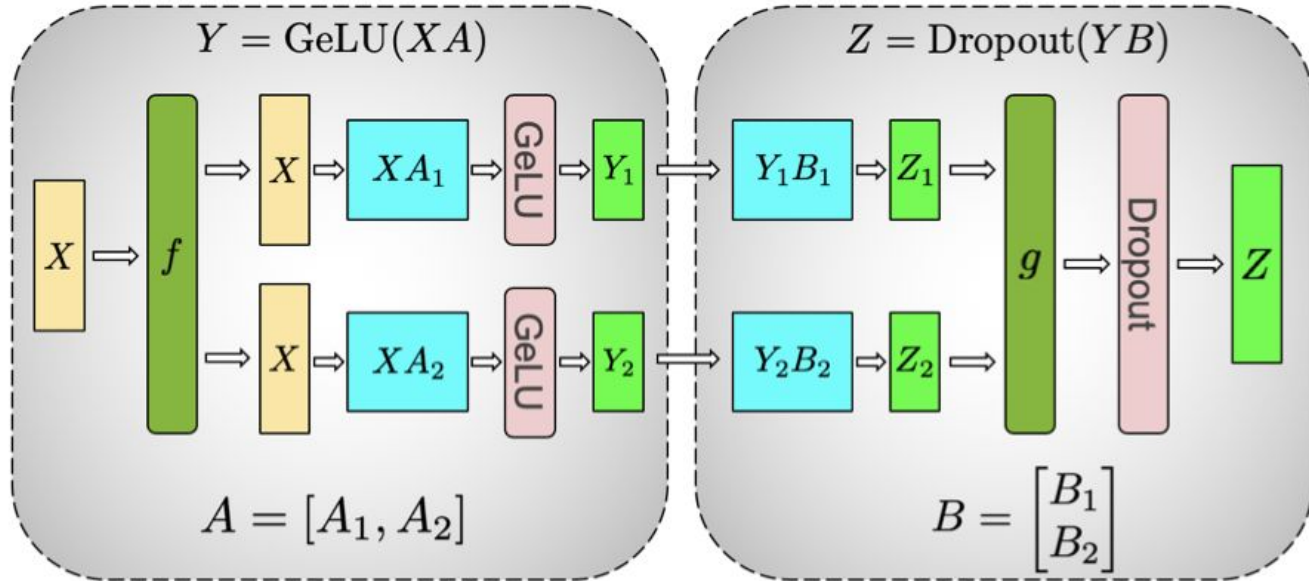 Y = GeLU(XA)
X
f
X
XA₁
GeLU
Y₁
X
XA₂
GeLU
Y₂
A = [A₁, A₂]
Z = Dropout(YB)
Y₁B₁
Z₁
Y₂B₂
Z₂
g
Dropout
Z
B = [B₁
B₂]